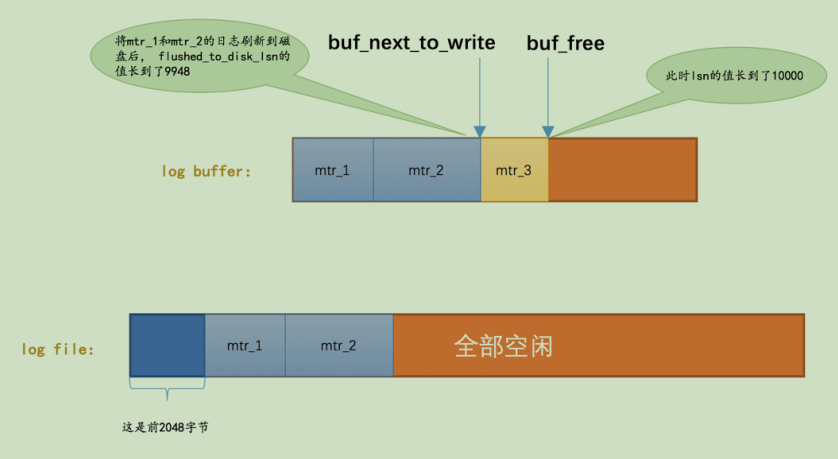 将mtr_1和mtr_2的日志刷新到磁
盘后， flushed_to_disk_lsn的
值长到了9948
buf_next_to_write
buf_free
此时lsn的值长到了10000
log buffer：
mtr_1
mtr_2
mtr_3
log file：
mtr_1
mtr_2
全部空闲
这是前2048字节